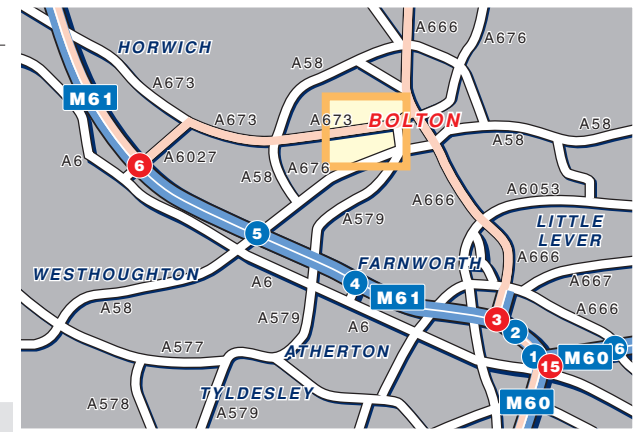 A666
A676
HORWICH
A58
A673
M61
A673
A673
BOLTON
A58
A58
A6
6
A6027
A58
A676
A666
A6053
A579
LITTLE
LEVER
5
FARNWORTH
A666
WESTHOUGHTON
A6
4
M61
A667
A58
A579
A6
3
A666
2
A577
ATHERTON
1
M60
6
15
TYLDESLEY
A578
A579
M60